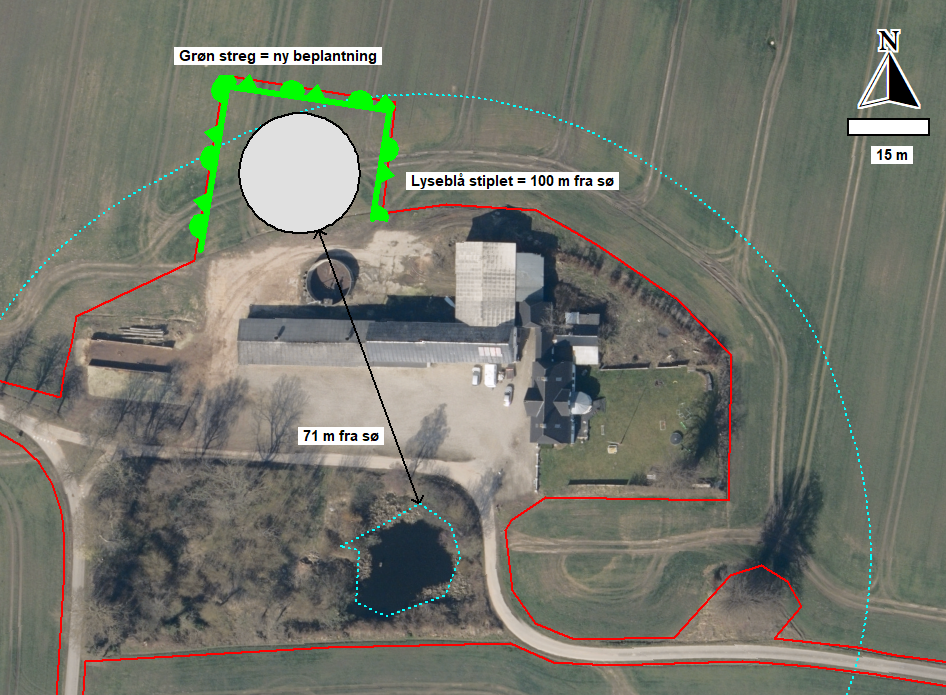 Grøn streg = ny beplantning
N
15 m
Lyseblå stiplet = 100 m fra sø
71 m fra sø